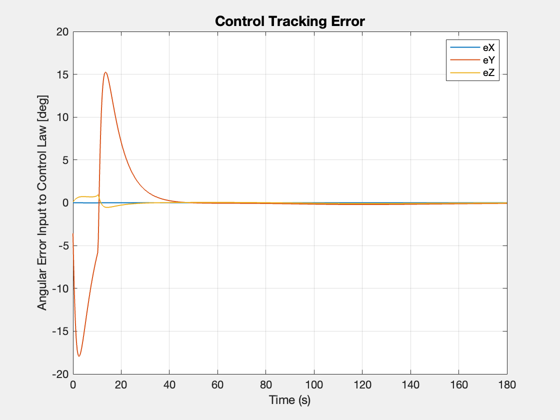 Control Tracking Error
eX
eY
eZ
Angular Error Input to Control Law [deg]
20
15
10
5
0
-5
-10
-15
-20
0 20 40 60 80 100 120 140 160 180
Time (s)